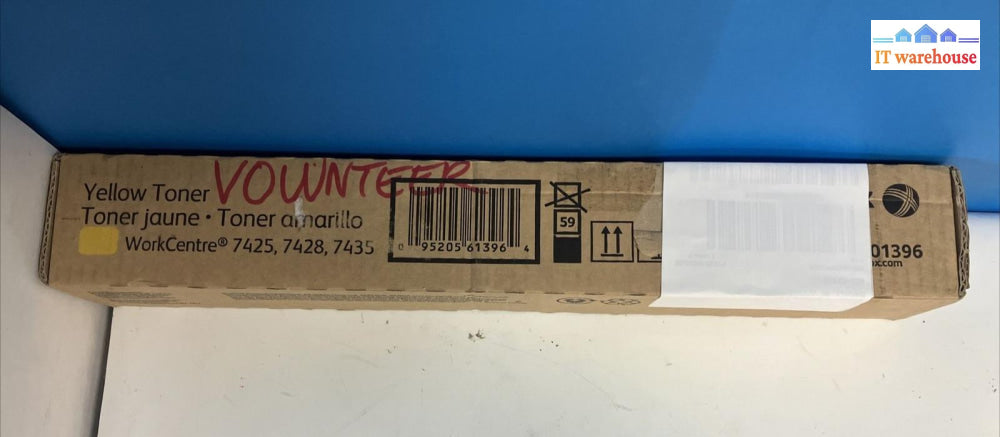 IT warehouse
VOLUNTEER
Yellow Toner
Toner jaune • Toner amarillo
WorkCentre® 7425, 7428, 7435
0 95205 61396 4
59
01396
x.com